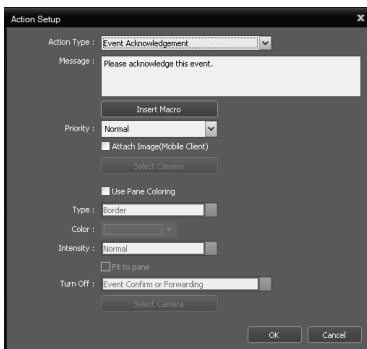 Action Setup x
Action Type : Event Acknowledgement
Message : Please acknowledge this event.
Insert Macro
Priority : Normal
Attach Image(Mobile Client)
Select Camera
Use Pane Coloring
Type : Border
Color :
Intensity : Normal
Fit to pane
Turn Off : Event Confirm or Forwarding
Select Camera
OK Cancel